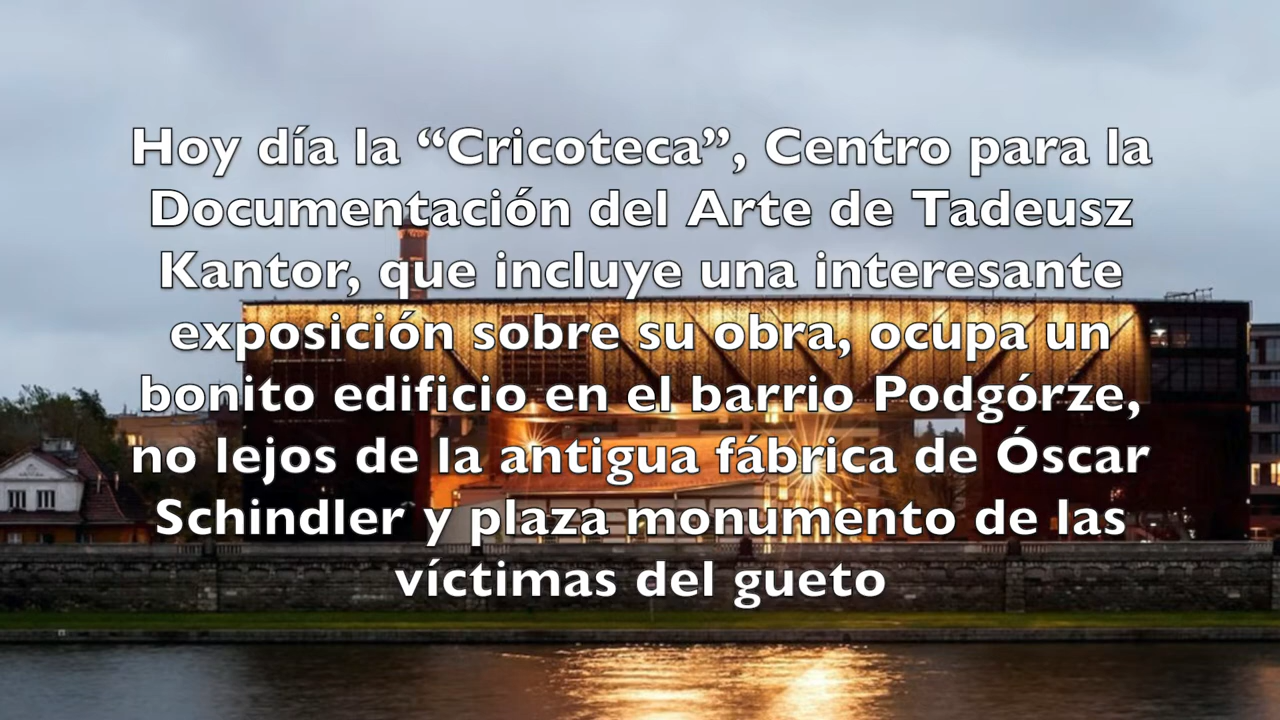 Hoy día la “Cricoteca”, Centro para la
Documentación del Arte de Tadeusz
Kantor, que incluye una interesante
exposición sobre su obra, ocupa un
bonito edificio en el barrio Podgórze,
no lejos de la antigua fábrica de Óscar
Schindler y plaza monumento de las
víctimas del gueto